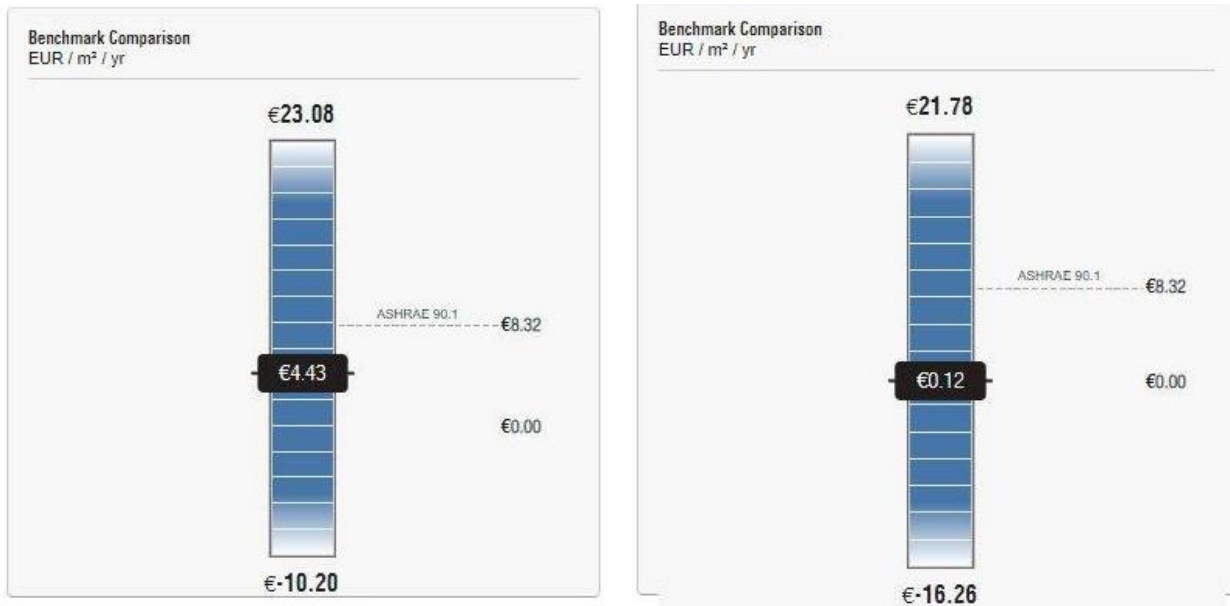 Benchmark Comparison
EUR / m² / yr
€23.08
ASHRAE 90.1
€8.32
€4.43
€0.00
€-10.20
Benchmark Comparison
EUR / m² / yr
€21.78
ASHRAE 90.1
€8.32
€0.12
€0.00
€-16.26